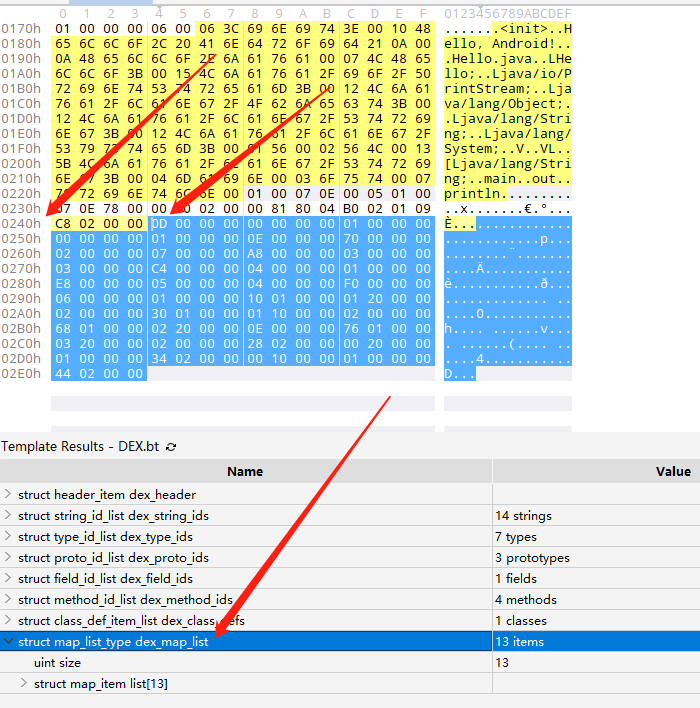 0 1 2 3 4 5 6 7 8 9 A B C D E F 0123456789ABCDEF
0170h 01 00 00 00 06 00 06 3C 69 6E 69 74 3E 00 10 48 .......<init>..H
0180h 65 6C 6C 6F 2C 20 41 6E 64 72 6F 69 64 21 0A 00 ello, Android!..
0190h 0A 48 65 6C 6C 6F 2E 6A 61 76 61 00 07 4C 48 65 .Hello.java..LHe
01A0h 6C 6C 6F 3B 00 15 4C 6A 61 76 61 2F 69 6F 2F 50 llo;..Ljava/io/P
01B0h 72 69 6E 74 53 74 72 65 61 6D 3B 00 12 4C 6A 61 rintStream;..Lja
01C0h 76 61 2F 6C 61 6E 67 2F 4F 62 6A 65 63 74 3B 00 va/lang/Object;.
01D0h 12 4C 6A 61 76 61 2F 6C 61 6E 67 2F 53 74 72 69 .Ljava/lang/Stri
01E0h 6E 67 3B 00 12 4C 6A 61 76 61 2F 6C 61 6E 67 2F ng;..Ljava/lang/
01F0h 53 79 73 74 65 6D 3B 00 01 56 00 02 56 4C 00 13 System;..V..VL..
0200h 5B 4C 6A 61 76 61 2F 6C 61 6E 67 2F 53 74 72 69 [Ljava/lang/Stri
0210h 6E 67 3B 00 04 6D 61 69 6E 00 03 6F 75 74 00 07 ng;..main..out..
0220h 70 72 69 6E 74 6C 6E 00 01 00 07 0E 00 05 01 00 println.........
0230h 07 0E 78 00 00 00 02 00 00 81 80 04 B0 02 01 09 ..x.......€.°...
0240h C8 02 00 00 0D 00 00 00 00 00 00 00 01 00 00 00 È...............
0250h 00 00 00 00 01 00 00 00 0E 00 00 00 70 00 00 00 ............p...
0260h 02 00 00 00 07 00 00 00 A8 00 00 00 03 00 00 00 ........¨.......
0270h 03 00 00 00 C4 00 00 00 04 00 00 00 01 00 00 00 ....Ä...........
0280h E8 00 00 00 05 00 00 00 04 00 00 00 F0 00 00 00 è...........ð...
0290h 06 00 00 00 01 00 00 00 10 01 00 00 01 20 00 00 ............. ..
02A0h 02 00 00 00 30 01 00 00 01 10 00 00 02 00 00 00 ....0...........
02B0h 68 01 00 00 02 20 00 00 0E 00 00 00 76 01 00 00 h.... ......v...
02C0h 03 20 00 00 02 00 00 00 28 02 00 00 00 20 00 00 . ......(.... ..
02D0h 01 00 00 00 34 02 00 00 00 10 00 00 01 00 00 00 ....4...........
02E0h 44 02 00 00 D...
Template Results - DEX.bt
Name Value
struct header_item dex_header
struct string_id_list dex_string_ids 14 strings
struct type_id_list dex_type_ids 7 types
struct proto_id_list dex_proto_ids 3 prototypes
struct field_id_list dex_field_ids 1 fields
struct method_id_list dex_method_ids 4 methods
struct class_def_item_list dex_class_defs 1 classes
struct map_list_type dex_map_list 13 items
uint size 13
struct map_item list[13]